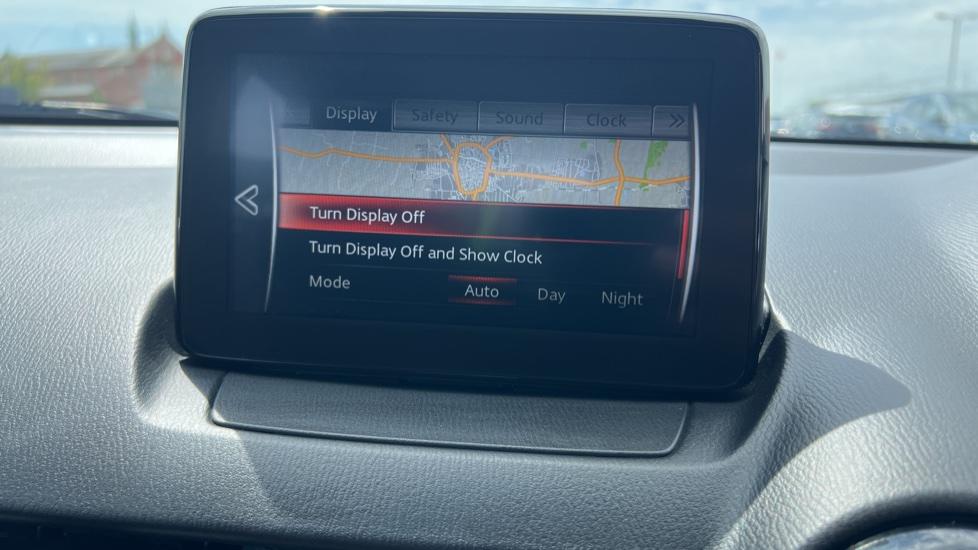 Display Safety Sound Clock
Turn Display Off
Turn Display Off and Show Clock
Mode Auto Day Night